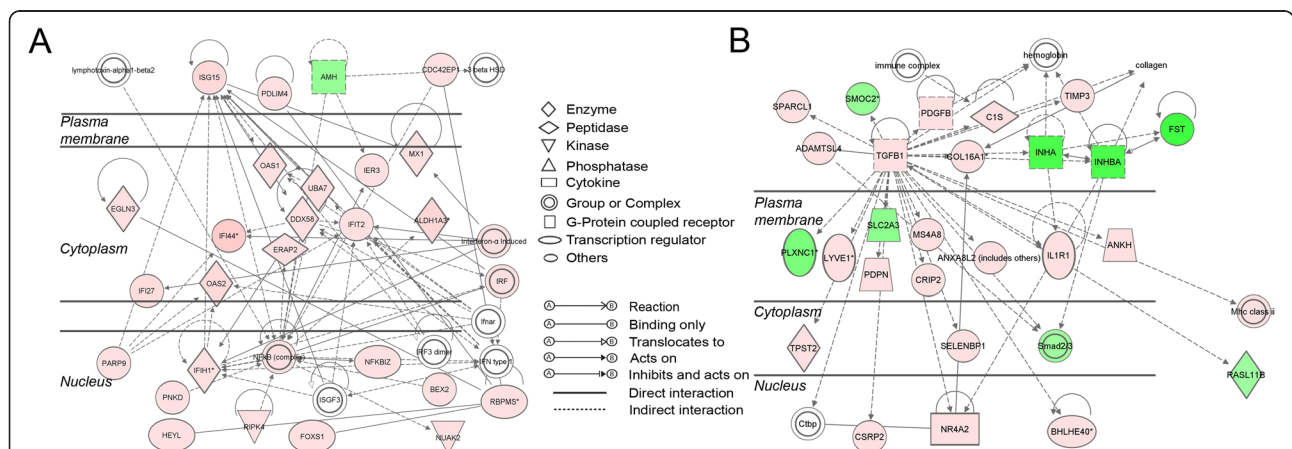 A
lymphotoxin-alpha1-beta2
ISG15
AMH
CDC42EP1
3 beta HSD
PDLIM4
Plasma
membrane
OAS1
MX1
IER3
UBA7
EGLN3
DDX58
IFIT2
ALDH1A3*
IFI44*
Interferon-α Induced
Cytoplasm
ERAP2
IRF
IFI27
OAS2
Ifnar
PARP9
IFIH1*
NFkB (complex)
NFKBIZ
IRF3 dimer
IFN type 1
Nucleus
PNKD
ISGF3
BEX2
RBPMS*
HEYL
RIPK4
FOXS1
NUAK2
Enzyme
Peptidase
Kinase
Phosphatase
Cytokine
Group or Complex
G-Protein coupled receptor
Transcription regulator
Others
A B Reaction
A B Binding only
A B Translocates to
A B Acts on
A B Inhibits and acts on
Direct interaction
Indirect interaction
B
immune complex
hemoglobin
collagen
SPARCL1
SMOC2*
PDGFB
C1S
TIMP3
FST
ADAMTSL4
TGFB1
COL16A1*
INHA
INHBA
Plasma
membrane
SLC2A3
PLXNC1*
LYVE1*
MS4A8
ANXA8L2 (includes others)
IL1R1
ANKH
PDPN
CRIP2
Cytoplasm
Mhc class ii
TPST2
SELENBP1
Smad2/3
RASL11B
Nucleus
Ctbp
CSRP2
NR4A2
BHLHE40*